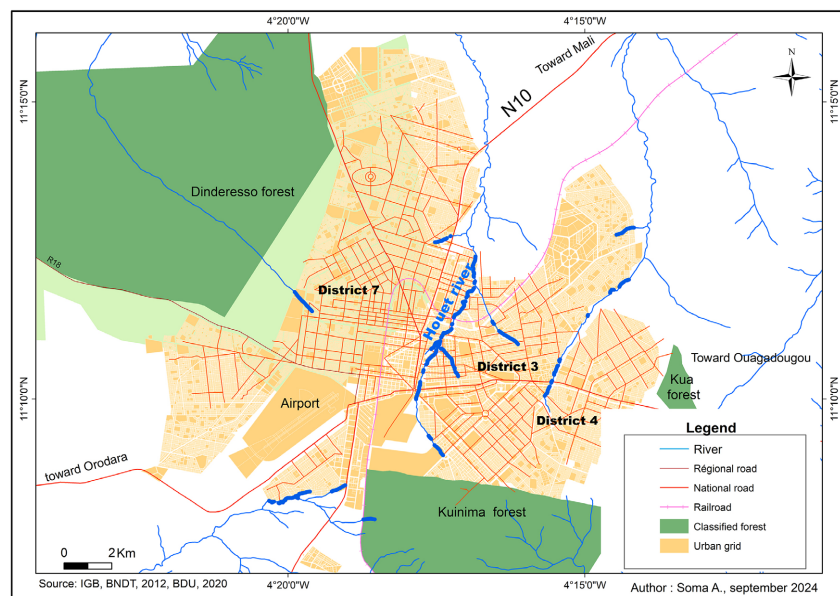 4°20'0"W
4°15'0"W
N
Toward Mali
N10
11°15'0"N
11°15'0"N
Dinderesso forest
R18
District 7
Houet river
District 3
Toward Ouagadougou
Kua
forest
Airport
District 4
11°10'0"N
11°10'0"N
toward Orodara
Kuinima forest
Legend
River
Régional road
National road
Railroad
Classified forest
Urban grid
0 2 Km
Source: IGB, BNDT, 2012, BDU, 2020
4°20'0"W
4°15'0"W
Author : Soma A., september 2024